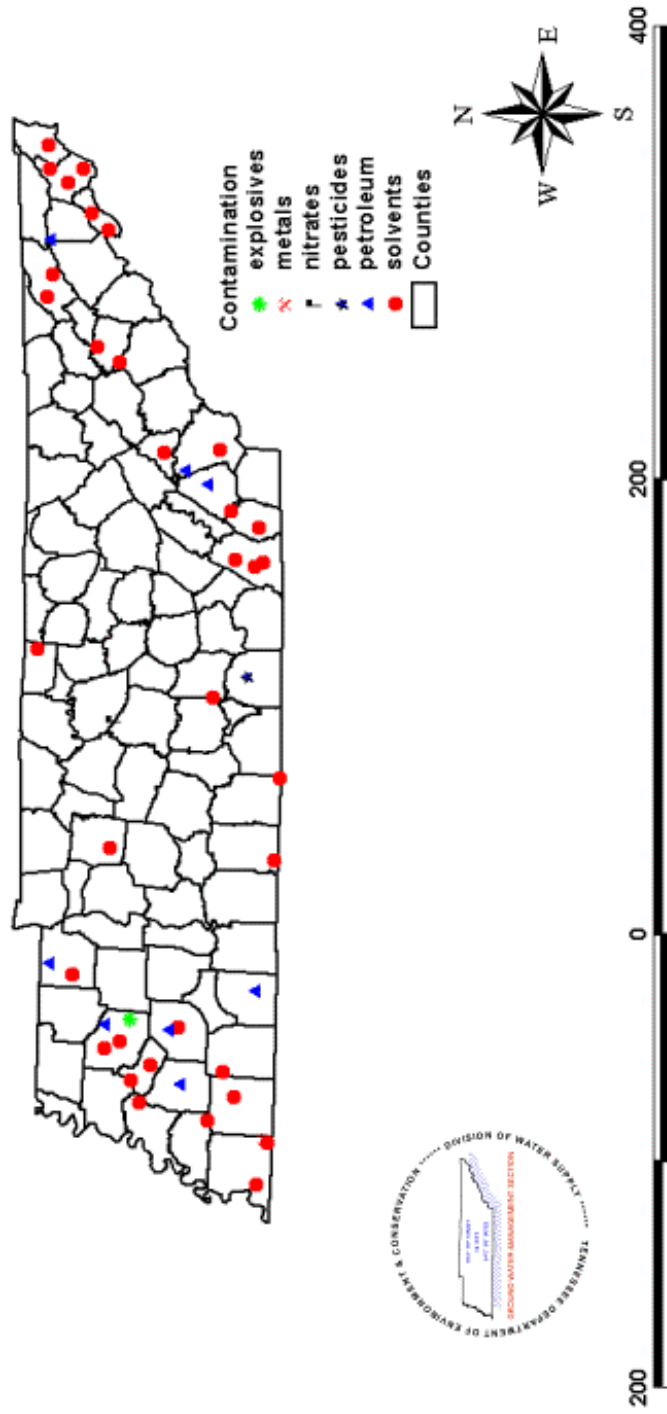 Contamination
explosives
metals
nitrates
pesticides
petroleum
solvents
Counties
N
W E
S
TENNESSEE DEPARTMENT OF ENVIRONMENT & CONSERVATION ****** DIVISION OF WATER SUPPLY ******
GROUND WATER MANAGEMENT SECTION
200 0 200 400